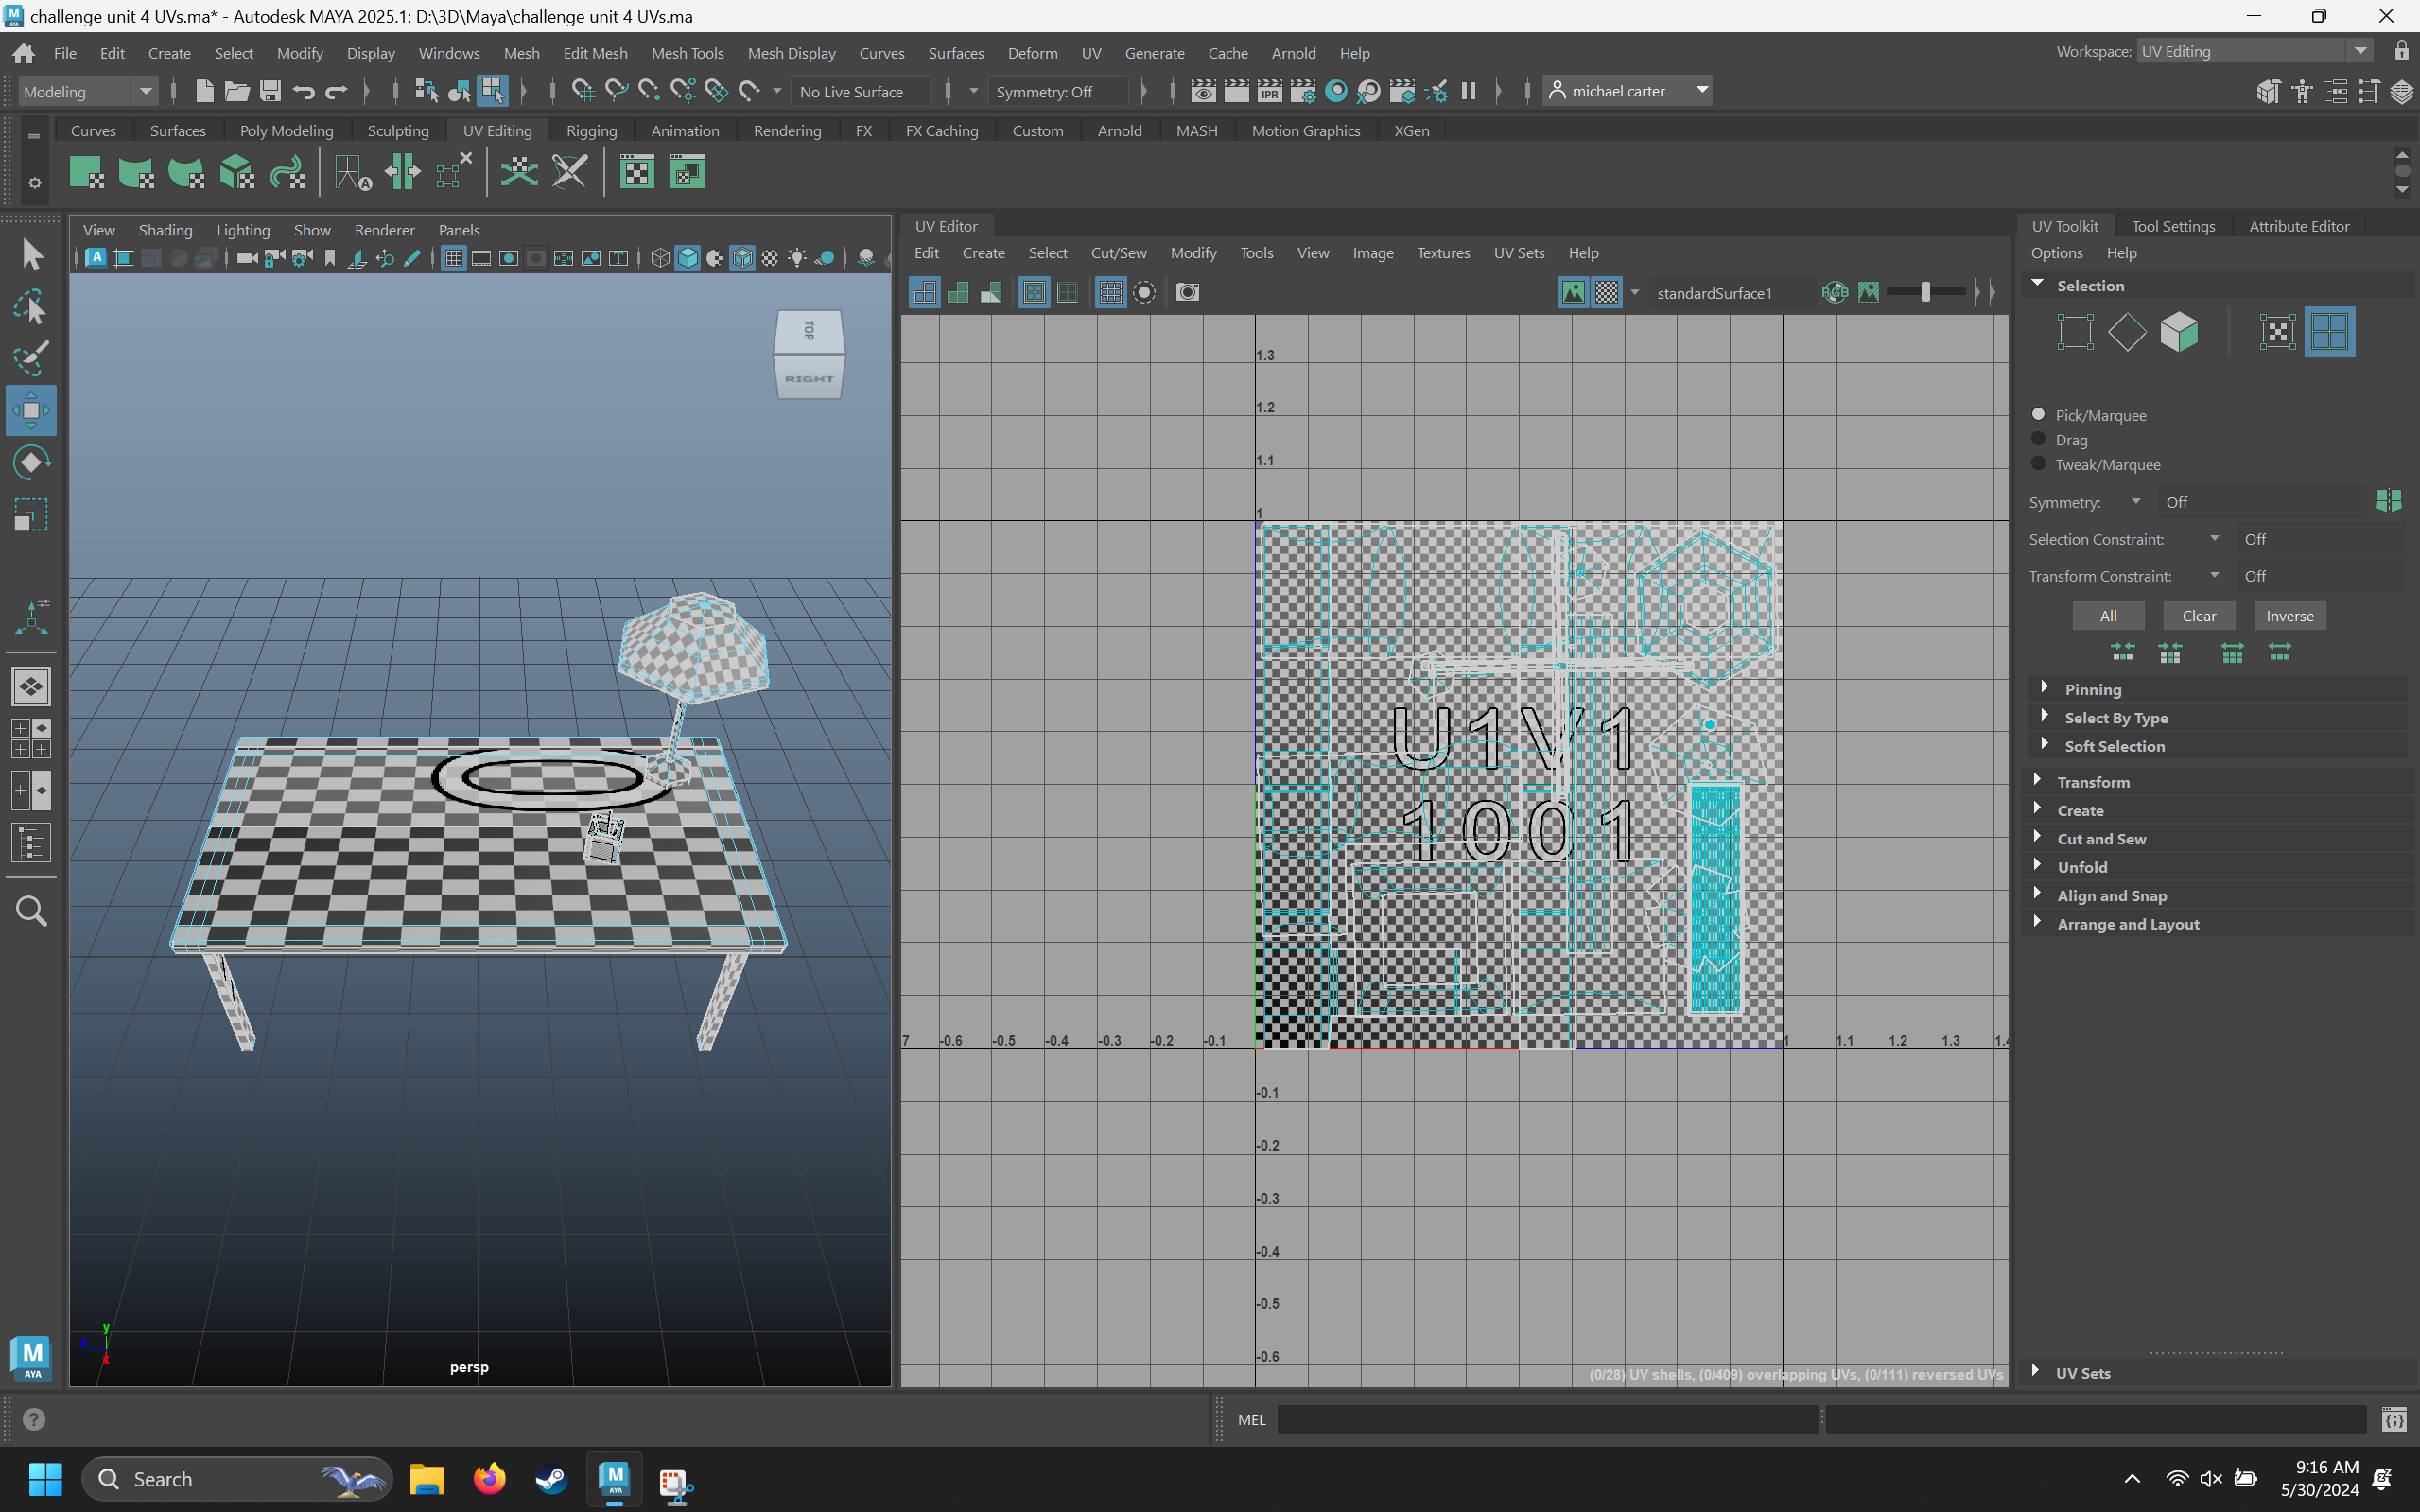 challenge unit 4 UVs.ma* - Autodesk MAYA 2025.1: D:\3D\Maya\challenge unit 4 UVs.ma
File Edit Create Select Modify Display Windows Mesh Edit Mesh Mesh Tools Mesh Display Curves Surfaces Deform UV Generate Cache Arnold Help
Workspace: UV Editing
Modeling
No Live Surface
Symmetry: Off
IPR
michael carter
Curves Surfaces Poly Modeling Sculpting UV Editing Rigging Animation Rendering FX FX Caching Custom Arnold MASH Motion Graphics XGen
View Shading Lighting Show Renderer Panels
TOP
RIGHT
persp
y
z
x
UV Editor
Edit Create Select Cut/Sew Modify Tools View Image Textures UV Sets Help
standardSurface1
RGB
1.3
1.2
1.1
1
U1V1
1001
7 -0.6 -0.5 -0.4 -0.3 -0.2 -0.1 1 1.1 1.2 1.3 1.4
-0.1
-0.2
-0.3
-0.4
-0.5
-0.6
(0/28) UV shells, (0/409) overlapping UVs, (0/111) reversed UVs
UV Toolkit Tool Settings Attribute Editor
Options Help
Selection
Pick/Marquee
Drag
Tweak/Marquee
Symmetry: Off
Selection Constraint: Off
Transform Constraint: Off
All Clear Inverse
Pinning
Select By Type
Soft Selection
Transform
Create
Cut and Sew
Unfold
Align and Snap
Arrange and Layout
UV Sets
M
AYA
MEL
Search
9:16 AM
5/30/2024